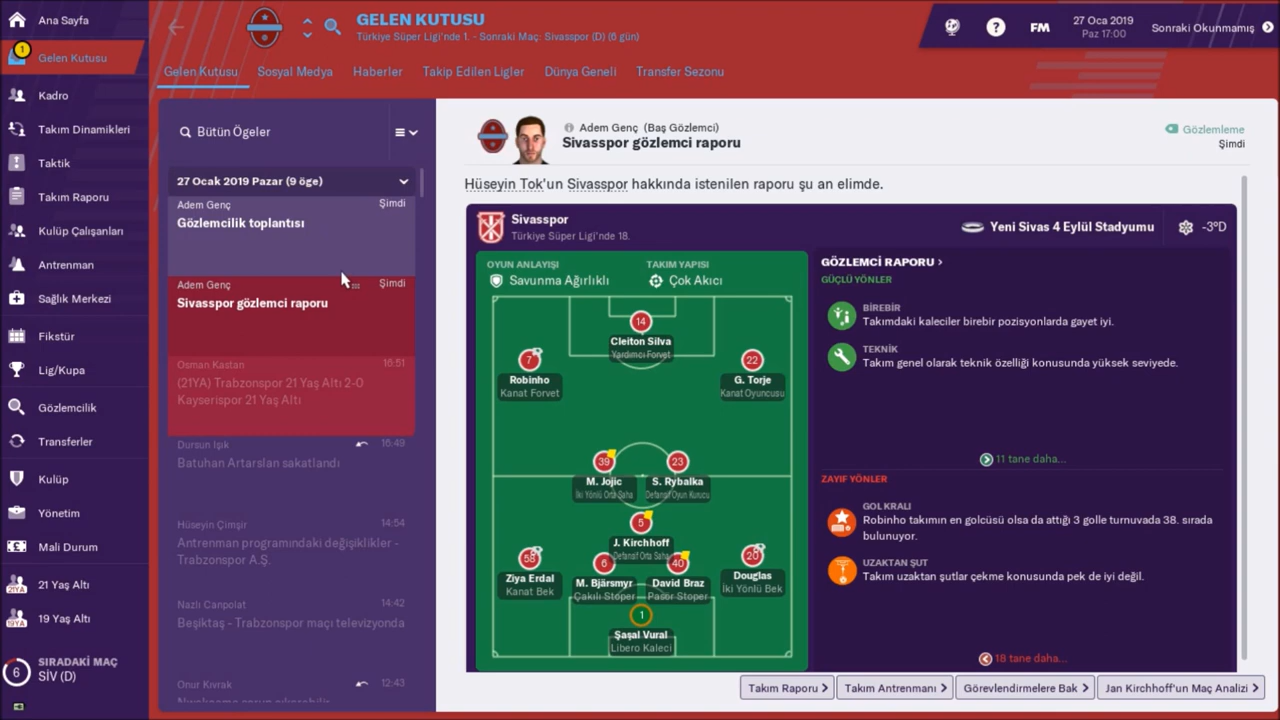 Ana Sayfa
1
Gelen Kutusu
Kadro
Takım Dinamikleri
Taktik
Takım Raporu
Kulüp Çalışanları
Antrenman
Sağlık Merkezi
Fikstür
Lig/Kupa
Gözlemcilik
Transferler
Kulüp
Yönetim
Mali Durum
21YA
21 Yaş Altı
19YA
19 Yaş Altı
6
SIRADAKİ MAÇ
SİV (D)
GELEN KUTUSU
Türkiye Süper Ligi'nde 1. - Sonraki Maç: Sivasspor (D) (6 gün)
?
FM
27 Oca 2019
Paz 17:00
Sonraki Okunmamış
Gelen Kutusu
Sosyal Medya
Haberler
Takip Edilen Ligler
Dünya Geneli
Transfer Sezonu
Bütün Ögeler
27 Ocak 2019 Pazar (9 öge)
Adem Genç
Şimdi
Gözlemcilik toplantısı
Adem Genç
Şimdi
Sivasspor gözlemci raporu
Osman Kastan
16:51
(21YA) Trabzonspor 21 Yaş Altı 2-0
Kayserispor 21 Yaş Altı
Dursun Işık
16:49
Batuhan Artarslan sakatlandı
Hüseyin Çimşir
14:54
Antrenman programındaki değişiklikler -
Trabzonspor A.Ş.
Nazlı Canpolat
14:42
Beşiktaş - Trabzonspor maçı televizyonda
Onur Kıvrak
12:43
Adem Genç (Baş Gözlemci)
Sivasspor gözlemci raporu
Gözlemleme
Şimdi
Hüseyin Tok'un Sivasspor hakkında istenilen raporu şu an elimde.
Sivasspor
Türkiye Süper Ligi'nde 18.
Yeni Sivas 4 Eylül Stadyumu
-3°D
OYUN ANLAYIŞI
Savunma Ağırlıklı
TAKIM YAPISI
Çok Akıcı
14
Cleiton Silva
Yardımcı Forvet
7
Robinho
Kanat Forvet
22
G. Torje
Kanat Oyuncusu
39
M. Jojic
İki Yönlü Orta Saha
23
S. Rybalka
Defansif Oyun Kurucu
5
J. Kirchhoff
Defansif Orta Saha
58
Ziya Erdal
Kanat Bek
6
M. Bjärsmyr
Çakılı Stoper
40
David Braz
Pasör Stoper
20
Douglas
İki Yönlü Bek
1
Şaşal Vural
Libero Kaleci
GÖZLEMCİ RAPORU >
GÜÇLÜ YÖNLER
BİREBİR
Takımdaki kaleciler birebir pozisyonlarda gayet iyi.
TEKNİK
Takım genel olarak teknik özelliği konusunda yüksek seviyede.
11 tane daha...
ZAYIF YÖNLER
GOL KRALI
Robinho takımın en golcüsü olsa da attığı 3 golle turnuvada 38. sırada
bulunuyor.
UZAKTAN ŞUT
Takım uzaktan şutlar çekme konusunda pek de iyi değil.
18 tane daha...
Takım Raporu >
Takım Antrenmanı >
Görevlendirmelere Bak >
Jan Kirchhoff'un Maç Analizi >